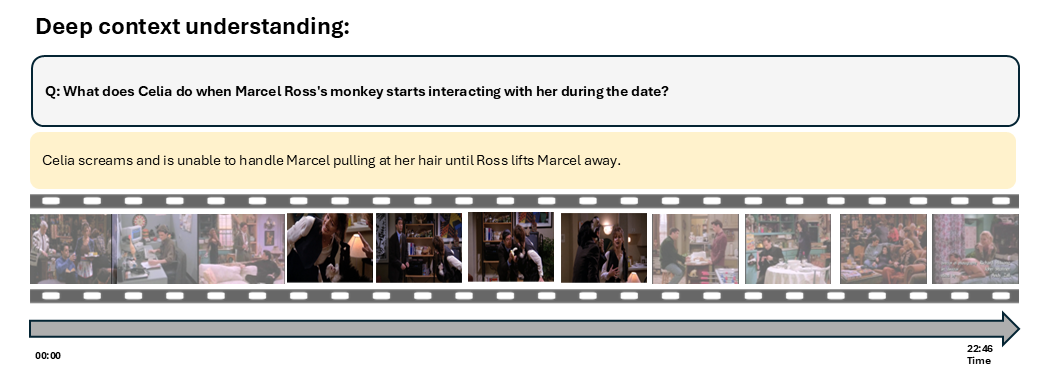 Deep context understanding:
Q: What does Celia do when Marcel Ross's monkey starts interacting with her during the date?
Celia screams and is unable to handle Marcel pulling at her hair until Ross lifts Marcel away.
00:00
22:46
Time